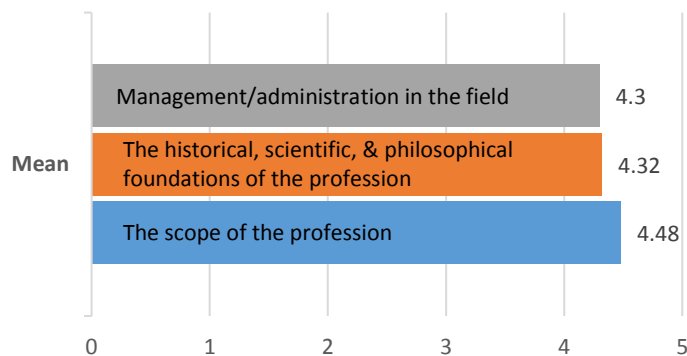 Management/administration in the field
4.3
The historical, scientific, & philosophical
foundations of the profession
4.32
Mean
The scope of the profession
4.48
0 1 2 3 4 5